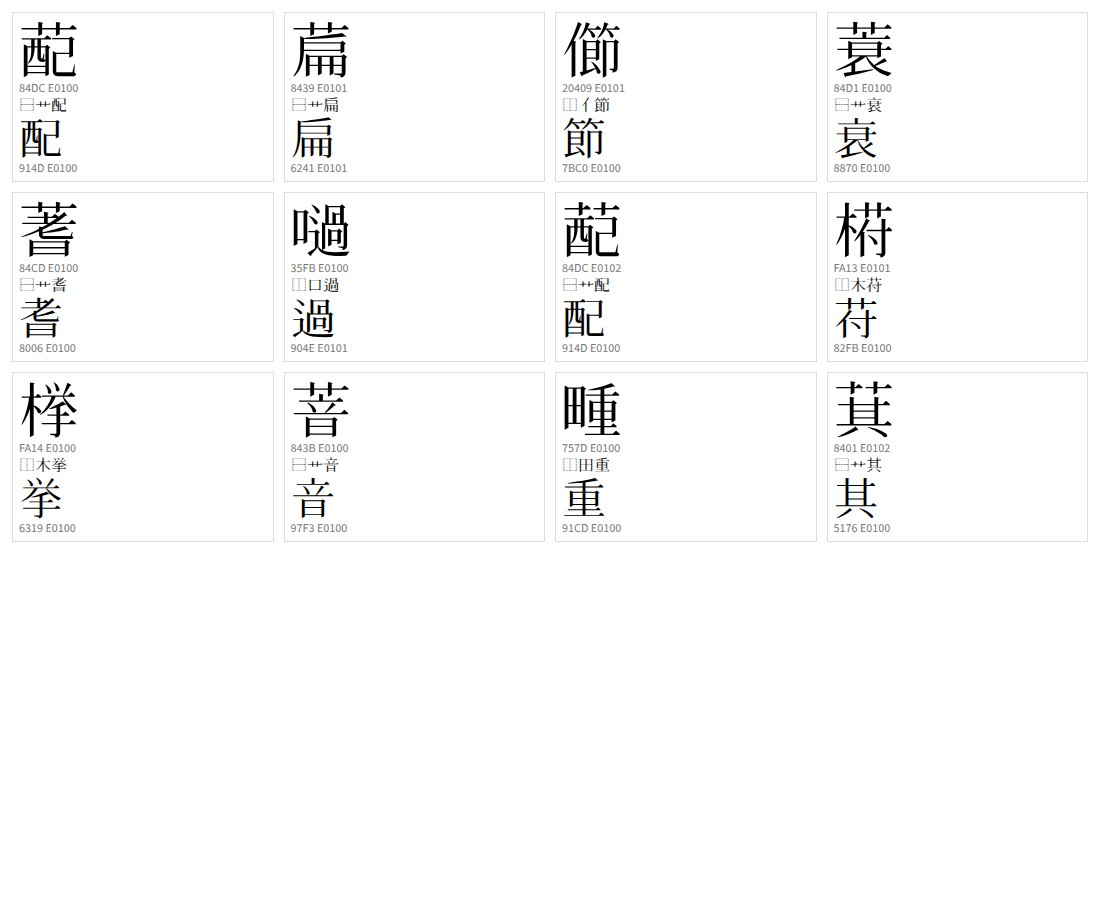 蓜
84DC E0100
⿱艹配
配
914D E0100
萹
8439 E0101
⿱艹扁
扁
6241 E0101
𠐉
20409 E0101
⿰亻節
節
7BC0 E0100
蓑
84D1 E0100
⿱艹衰
衰
8870 E0100
蓍
84CD E0100
⿱艹耆
耆
8006 E0100
㗻
35FB E0100
⿰口過
過
904E E0101
蓜
84DC E0102
⿱艹配
配
914D E0100
﨓
FA13 E0101
⿰木苻
苻
82FB E0100
﨔
FA14 E0100
⿰木挙
挙
6319 E0100
萻
843B E0100
⿱艹音
音
97F3 E0100
畽
757D E0100
⿰田重
重
91CD E0100
萁
8401 E0102
⿱艹其
其
5176 E0100